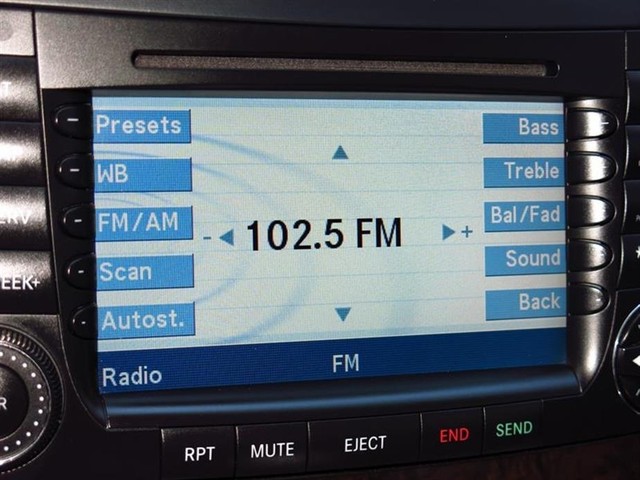 Presets
Bass
WB
Treble
FM/AM
Bal/Fad
- 102.5 FM +
Scan
Sound
Autost.
Back
Radio
FM
EEK+
RPT
MUTE
EJECT
END
SEND